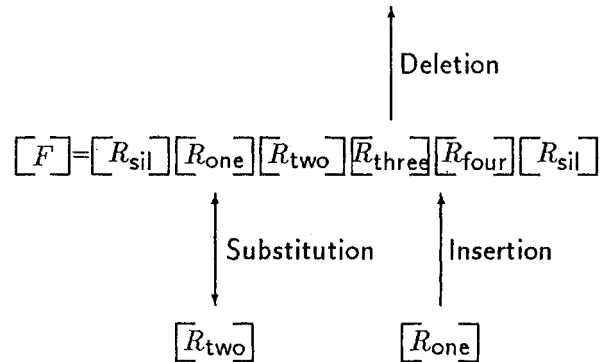 Deletion
[F]=[R_sil][R_one][R_two][R_three][R_four][R_sil]
Substitution Insertion
[R_two] [R_one]